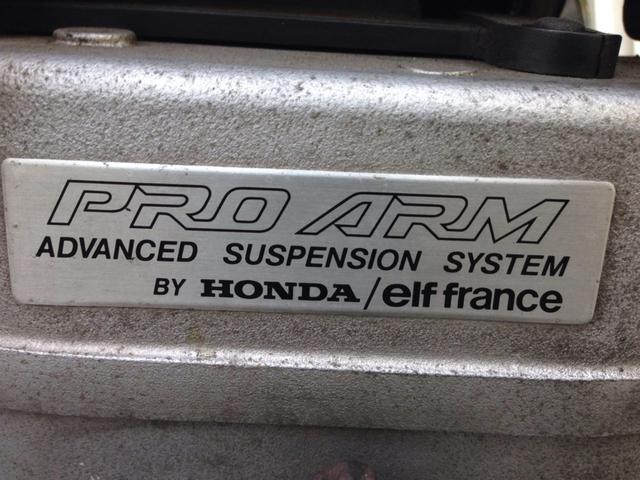 PRO ARM
ADVANCED SUSPENSION SYSTEM
BY HONDA/elf france